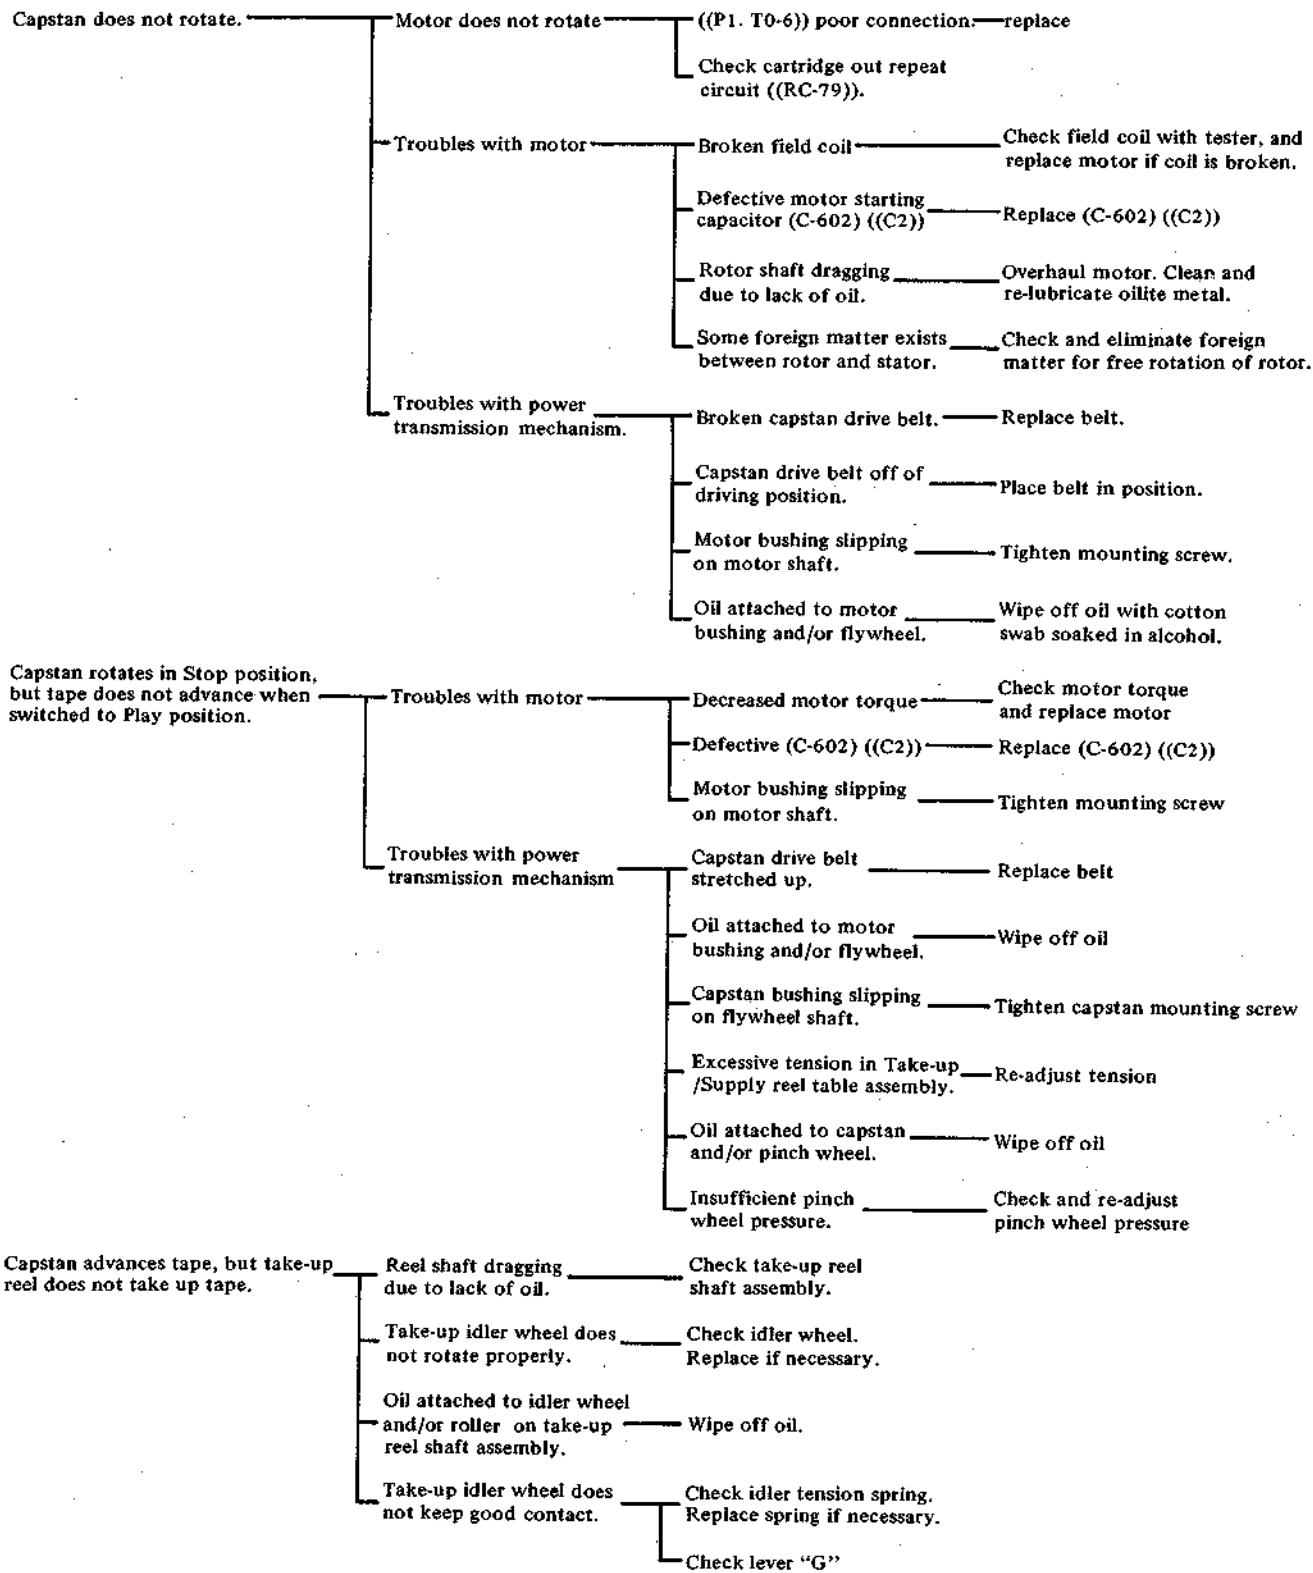 Capstan does not rotate.
Motor does not rotate
((P1. T0-6)) poor connection.
replace
Check cartridge out repeat
circuit ((RC-79)).
Troubles with motor
Broken field coil
Check field coil with tester, and
replace motor if coil is broken.
Defective motor starting
capacitor (C-602) ((C2))
Replace (C-602) ((C2))
Rotor shaft dragging
due to lack of oil.
Overhaul motor. Clean and
re-lubricate oilite metal.
Some foreign matter exists
between rotor and stator.
Check and eliminate foreign
matter for free rotation of rotor.
Troubles with power
transmission mechanism.
Broken capstan drive belt.
Replace belt.
Capstan drive belt off of
driving position.
Place belt in position.
Motor bushing slipping
on motor shaft.
Tighten mounting screw.
Oil attached to motor
bushing and/or flywheel.
Wipe off oil with cotton
swab soaked in alcohol.
Capstan rotates in Stop position,
but tape does not advance when
switched to Play position.
Troubles with motor
Decreased motor torque
Check motor torque
and replace motor
Defective (C-602) ((C2))
Replace (C-602) ((C2))
Motor bushing slipping
on motor shaft.
Tighten mounting screw
Troubles with power
transmission mechanism
Capstan drive belt
stretched up.
Replace belt
Oil attached to motor
bushing and/or flywheel.
Wipe off oil
Capstan bushing slipping
on flywheel shaft.
Tighten capstan mounting screw
Excessive tension in Take-up
/Supply reel table assembly.
Re-adjust tension
Oil attached to capstan
and/or pinch wheel.
Wipe off oil
Insufficient pinch
wheel pressure.
Check and re-adjust
pinch wheel pressure
Capstan advances tape, but take-up
reel does not take up tape.
Reel shaft dragging
due to lack of oil.
Check take-up reel
shaft assembly.
Take-up idler wheel does
not rotate properly.
Check idler wheel.
Replace if necessary.
Oil attached to idler wheel
and/or roller on take-up
reel shaft assembly.
Wipe off oil.
Take-up idler wheel does
not keep good contact.
Check idler tension spring.
Replace spring if necessary.
Check lever “G”